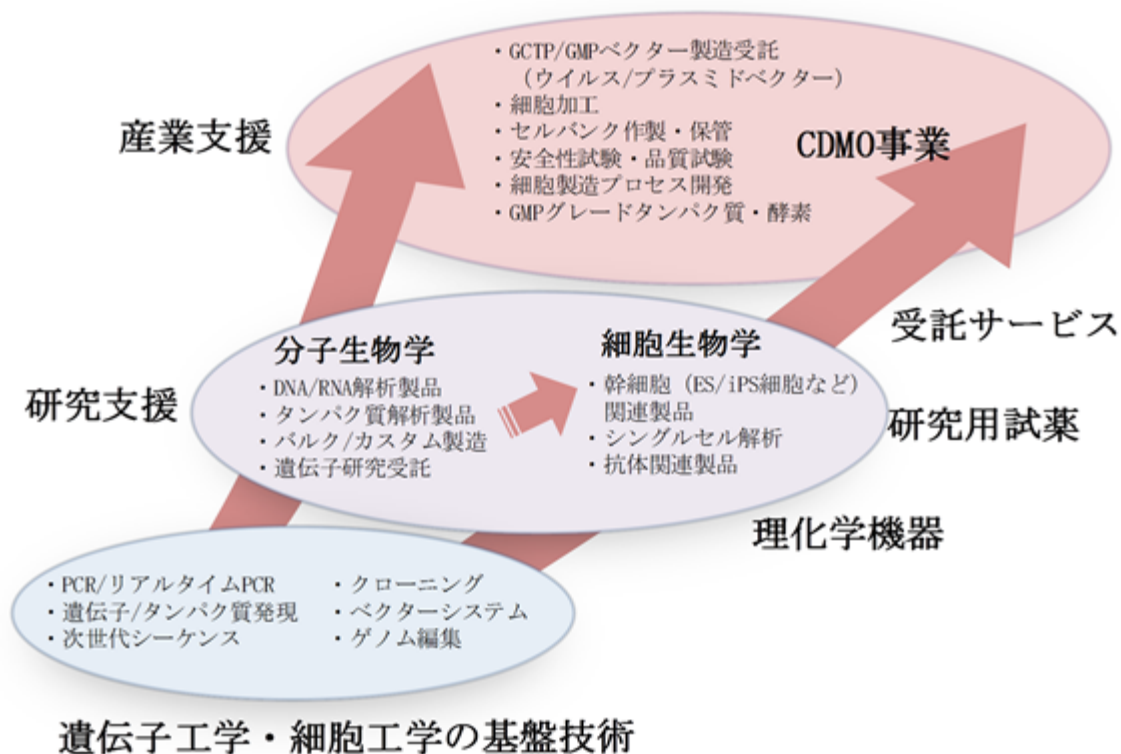 ・GCTP/GMPベクター製造受託
（ウイルス/プラスミドベクター）
・細胞加工
・セルバンク作製・保管
・安全性試験・品質試験
・細胞製造プロセス開発
・GMPグレードタンパク質・酵素
CDMO事業
産業支援
受託サービス
分子生物学
・DNA/RNA解析製品
・タンパク質解析製品
・バルク/カスタム製造
・遺伝子研究受託
細胞生物学
・幹細胞（ES/iPS細胞など）
関連製品
・シングルセル解析
・抗体関連製品
研究支援
研究用試薬
理化学機器
・PCR/リアルタイムPCR
・遺伝子/タンパク質発現
・次世代シーケンス
・クローニング
・ベクターシステム
・ゲノム編集
遺伝子工学・細胞工学の基盤技術